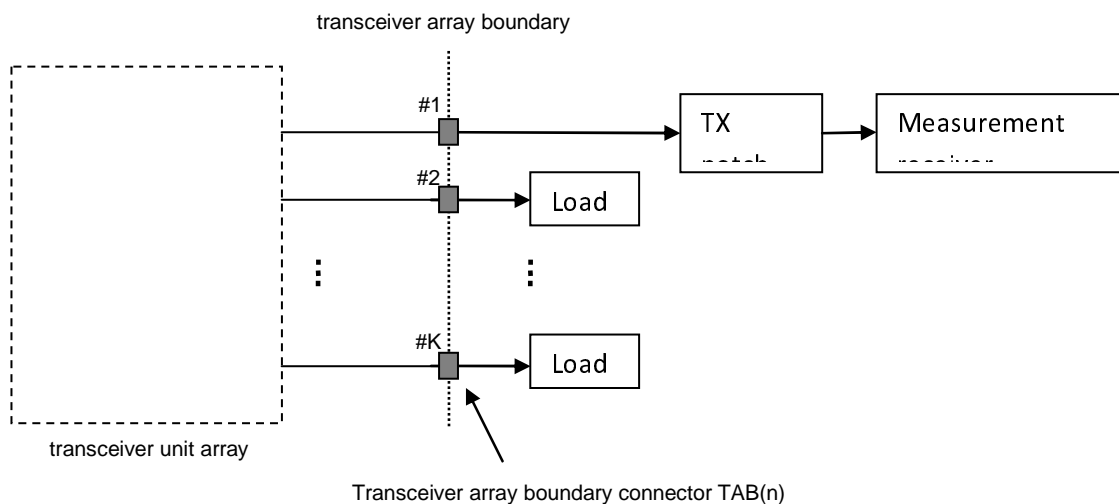 transceiver array boundary
#1
TX
Measurement
#2
Load
#K
Load
transceiver unit array
Transceiver array boundary connector TAB(n)